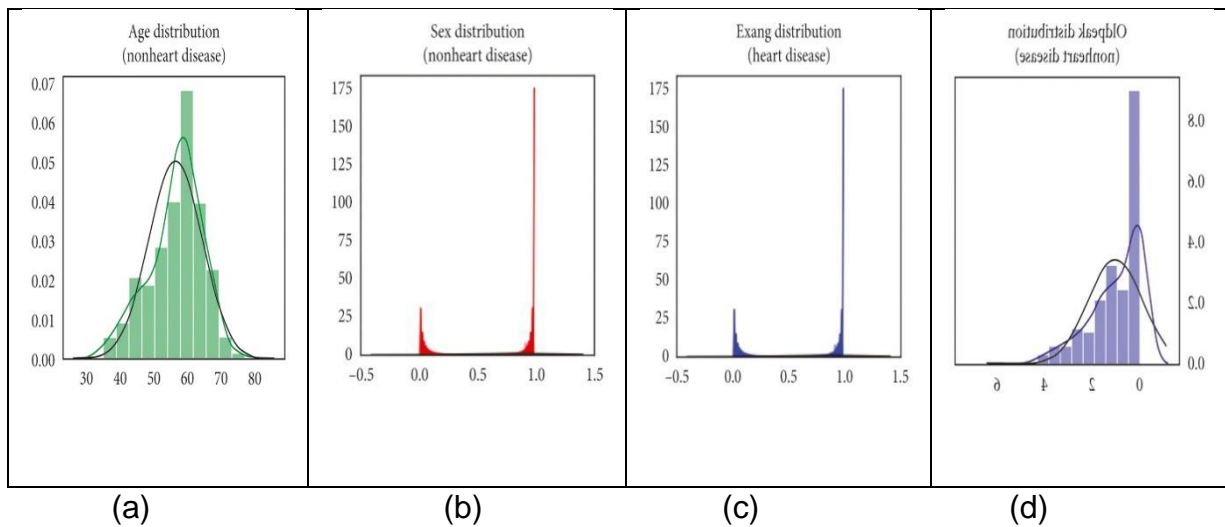 Age distribution
(nonheart disease)
0.07
0.06
0.05
0.04
0.03
0.02
0.01
0.00
30 40 50 60 70 80
Sex distribution
(nonheart disease)
175
150
125
100
75
50
25
0
−0.5 0.0 0.5 1.0 1.5
Exang distribution
(heart disease)
175
150
125
100
75
50
25
0
−0.5 0.0 0.5 1.0 1.5
Oldpeak distribution
(nonheart disease)
0.8
0.6
0.4
0.2
0.0
6 4 2 0
(a) (b) (c) (d)